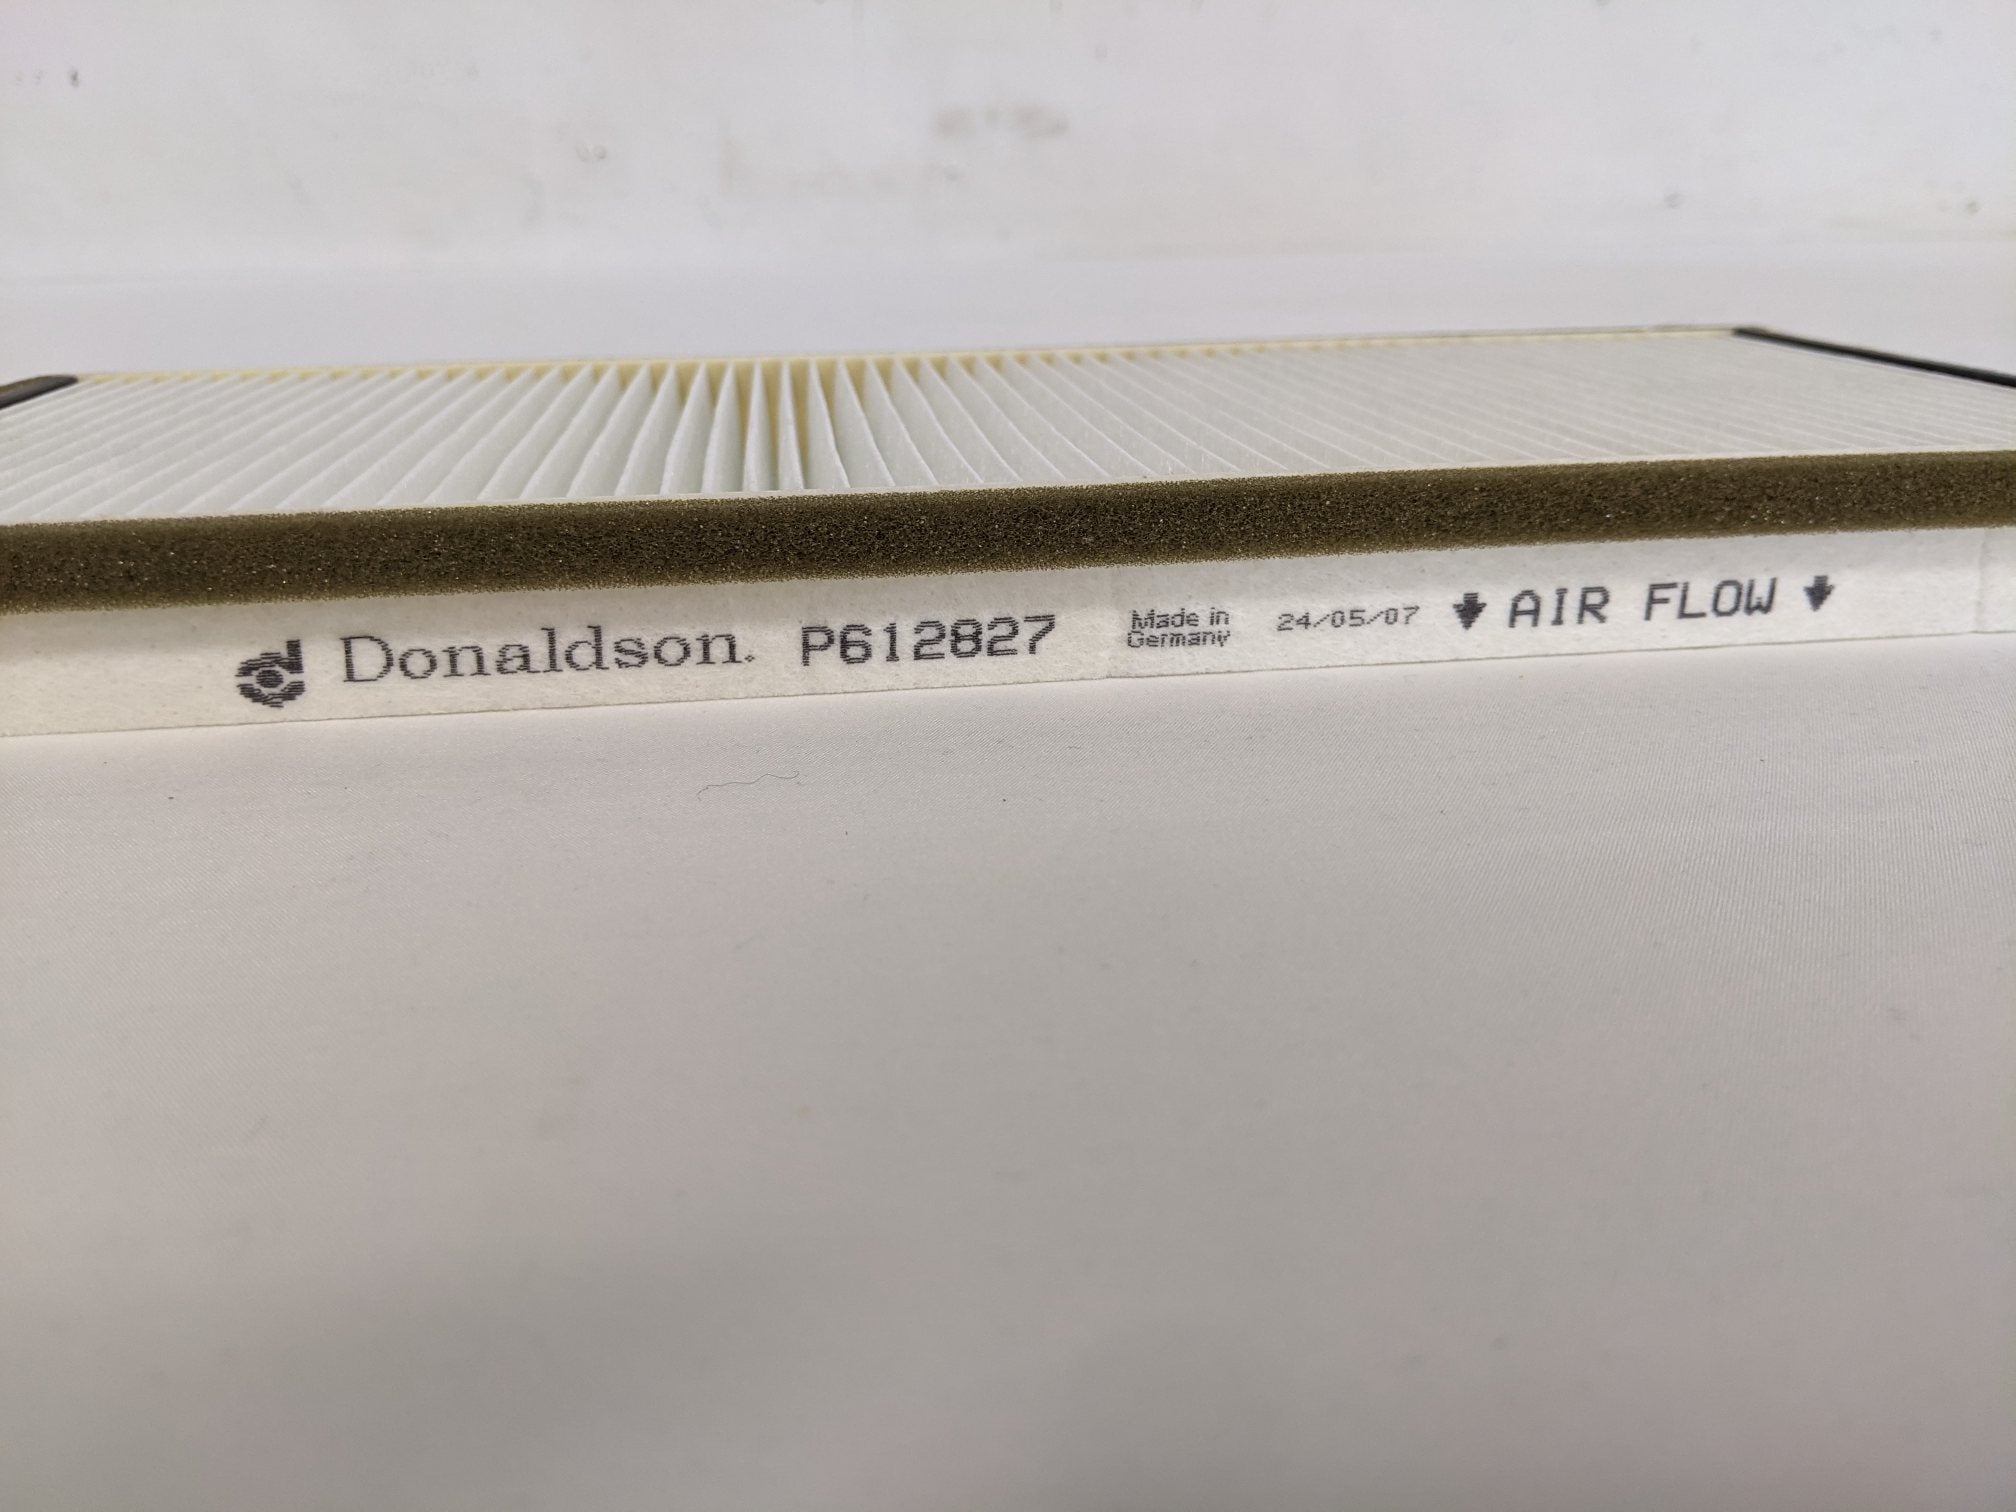 Donaldson. P612827 Made in
Germany 24/05/07 AIR FLOW